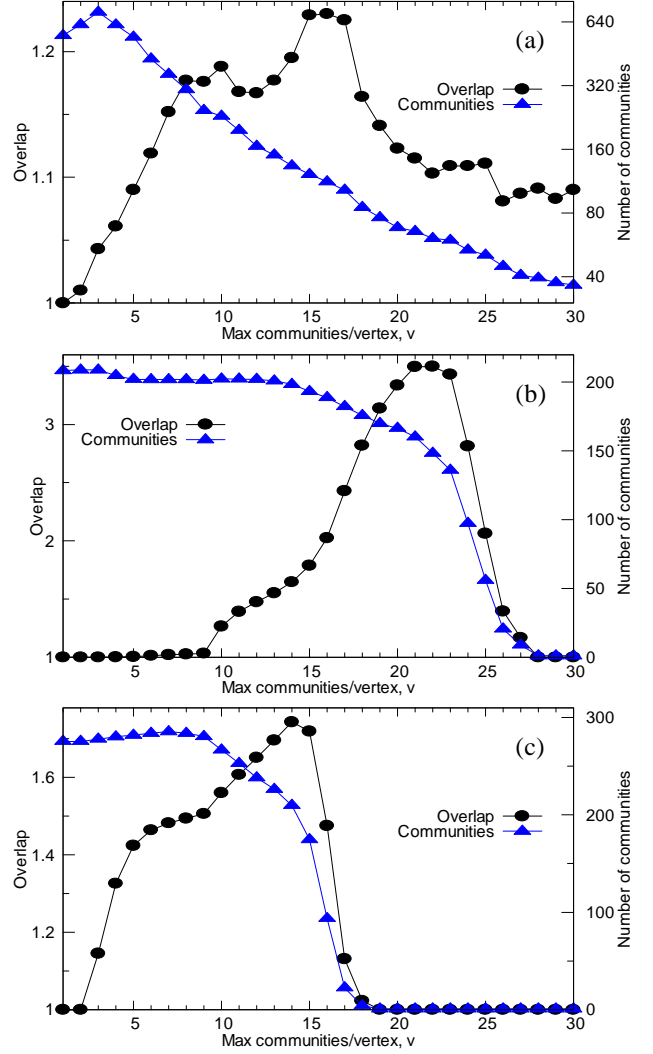 (a)
1.2
1.1
1
Overlap
640
320
160
80
40
Number of communities
Overlap
Communities
5
10
15
20
25
30
Max communities/vertex, v
(b)
3
2
1
Overlap
200
150
100
50
0
Number of communities
Overlap
Communities
5
10
15
20
25
30
Max communities/vertex, v
(c)
1.6
1.4
1.2
1
Overlap
300
200
100
0
Number of communities
Overlap
Communities
5
10
15
20
25
30
Max communities/vertex, v